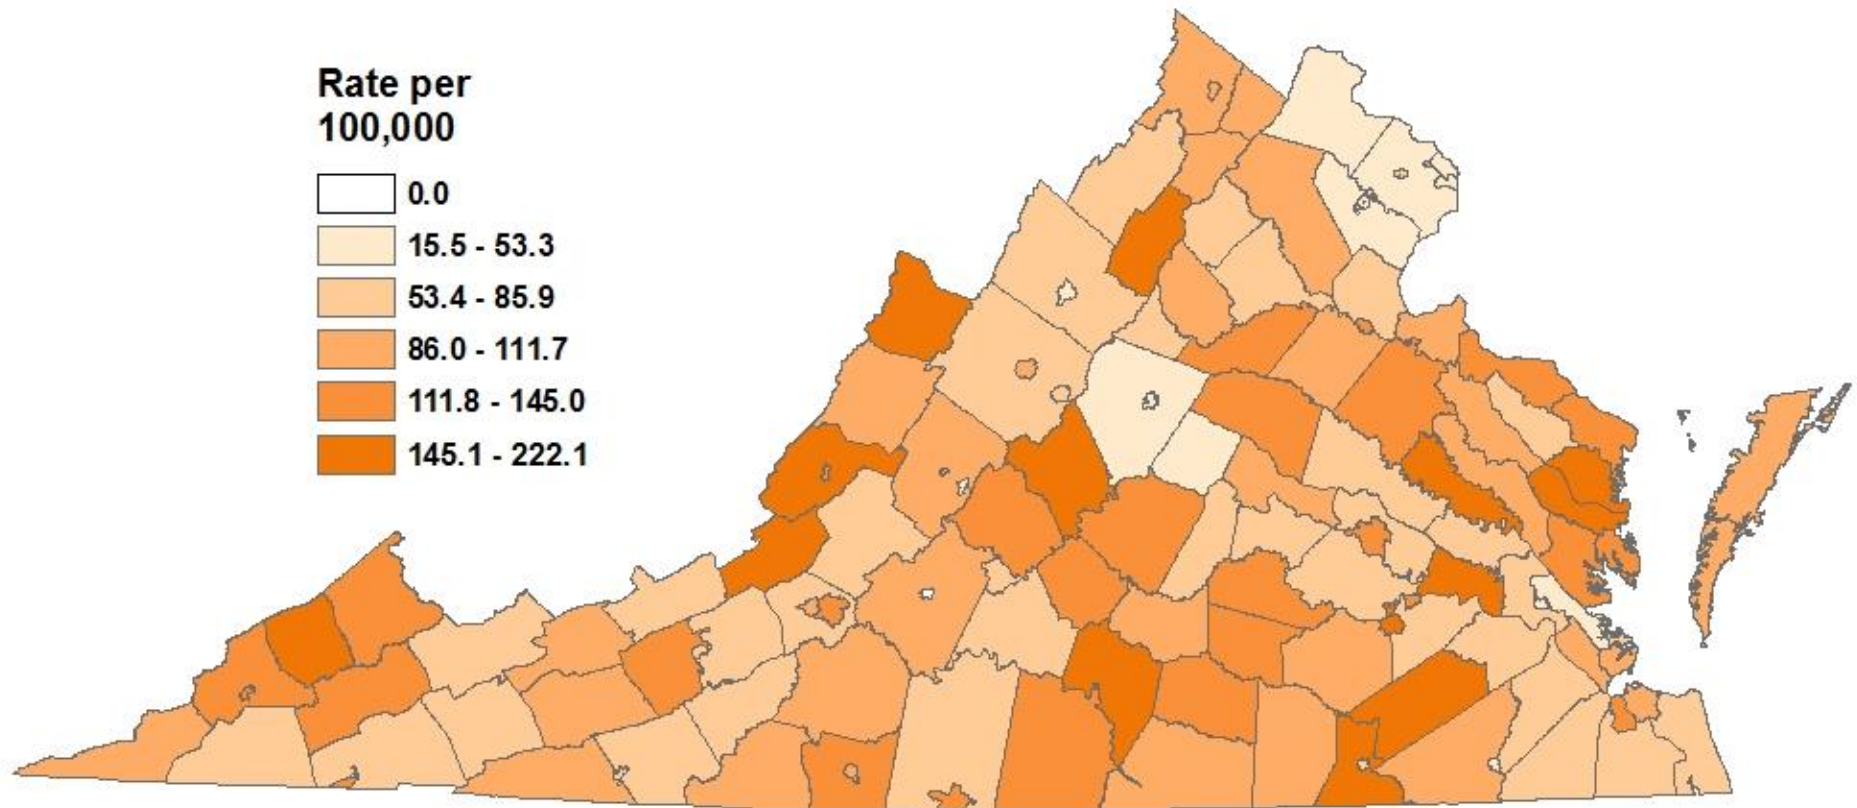 Rate per
100,000
0.0
15.5 - 53.3
53.4 - 85.9
86.0 - 111.7
111.8 - 145.0
145.1 - 222.1